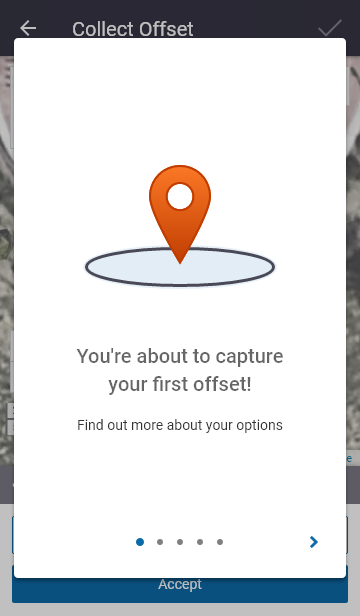 Collect Offset
You're about to capture
your first offset!
Find out more about your options
Accept